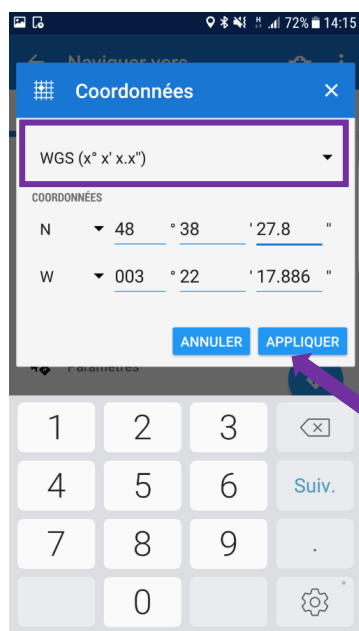 72% 14:15
Naviguer vers
Coordonnées ×
WGS (x° x' x.x")
COORDONNÉES
N 48 ° 38 ' 27.8 "
W 003 ° 22 ' 17.886 "
ANNULER APPLIQUER
Paramètres
1 2 3
4 5 6 Suiv.
7 8 9 .
0